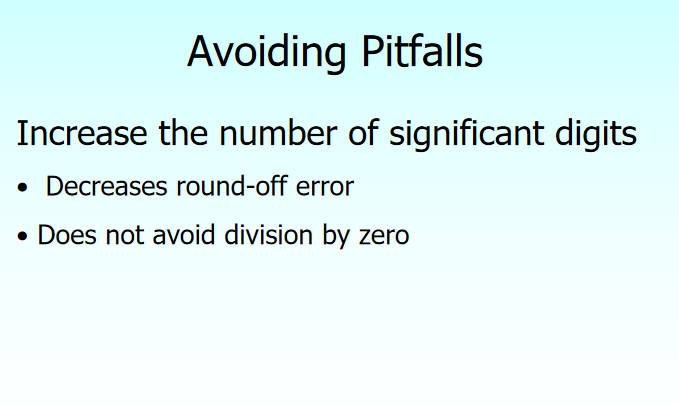 Avoiding Pitfalls
Increase the number of significant digits
• Decreases round-off error
• Does not avoid division by zero